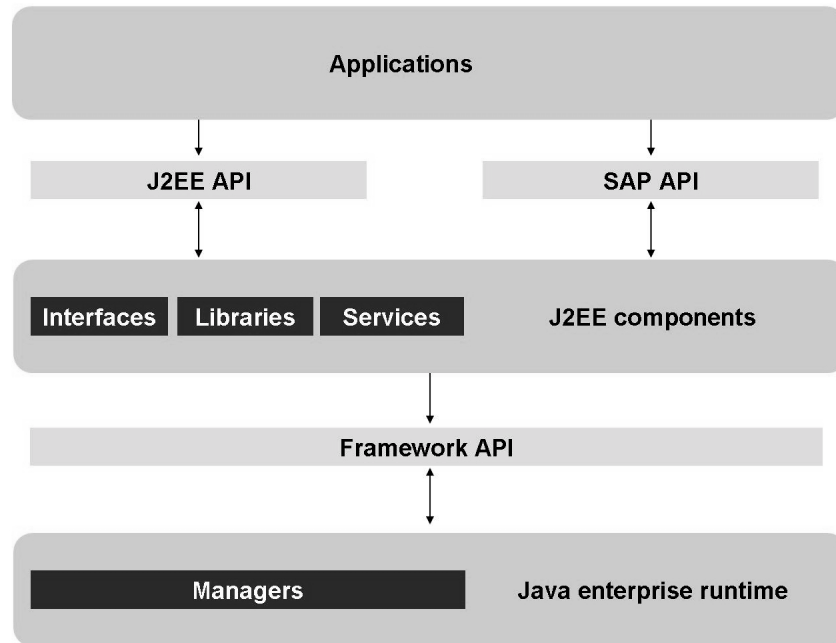 Applications
J2EE API
SAP API
Interfaces
Libraries
Services
J2EE components
Framework API
Managers
Java enterprise runtime